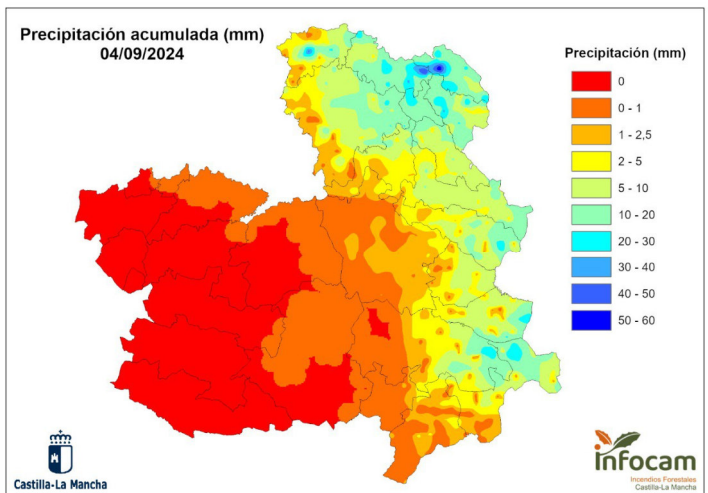 Precipitación acumulada (mm)
04/09/2024
Precipitación (mm)
0
0 - 1
1 - 2,5
2 - 5
5 - 10
10 - 20
20 - 30
30 - 40
40 - 50
50 - 60
Castilla-La Mancha
infocam
Incendios Forestales
Castilla-La Mancha